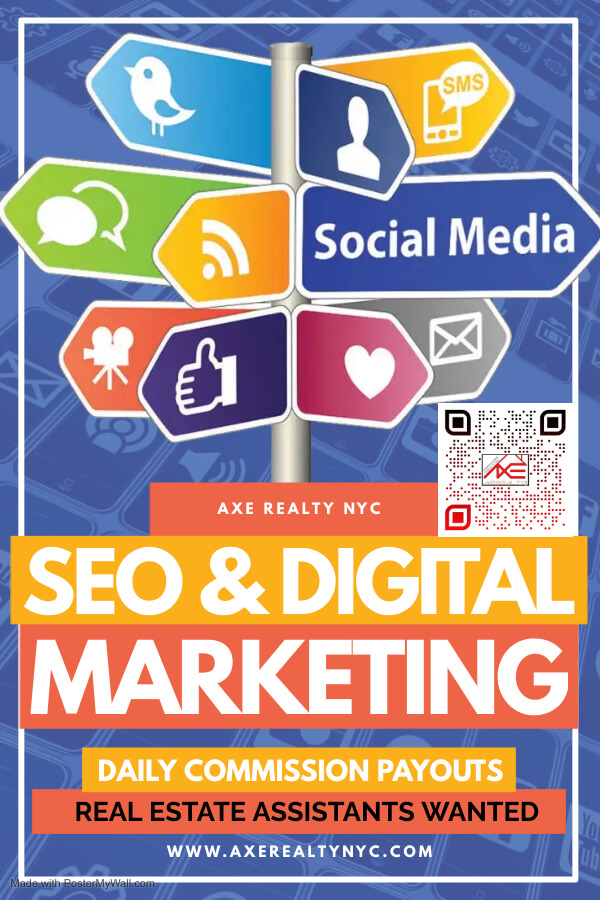 SMS
Social Media
AXE
AXE REALTY NYC
SEO & DIGITAL
MARKETING
DAILY COMMISSION PAYOUTS
REAL ESTATE ASSISTANTS WANTED
WWW.AXEREALTYNYC.COM
Made with PosterMyWall.com